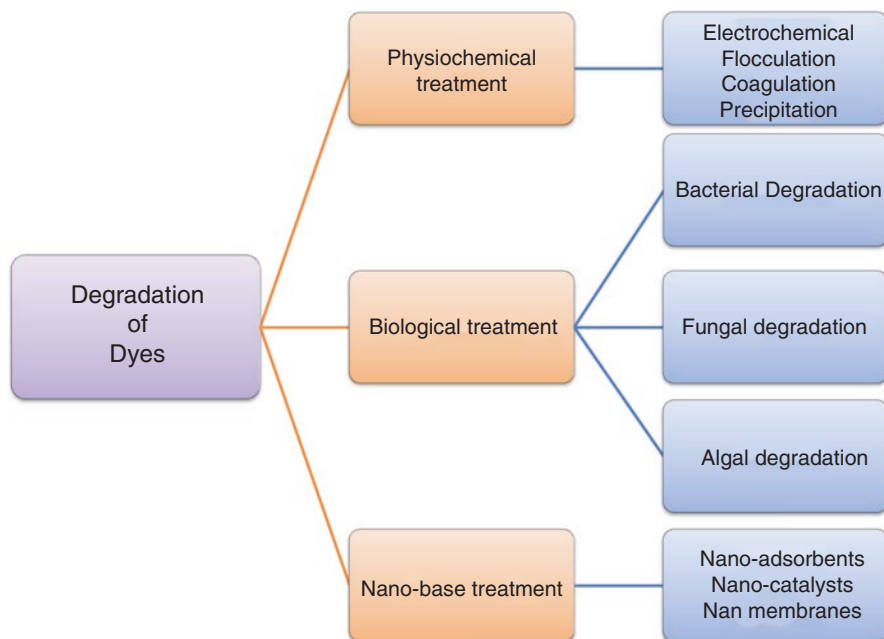 Degradation
of
Dyes
Physiochemical
treatment
Electrochemical
Flocculation
Coagulation
Precipitation
Biological treatment
Bacterial Degradation
Fungal degradation
Algal degradation
Nano-base treatment
Nano-adsorbents
Nano-catalysts
Nan membranes